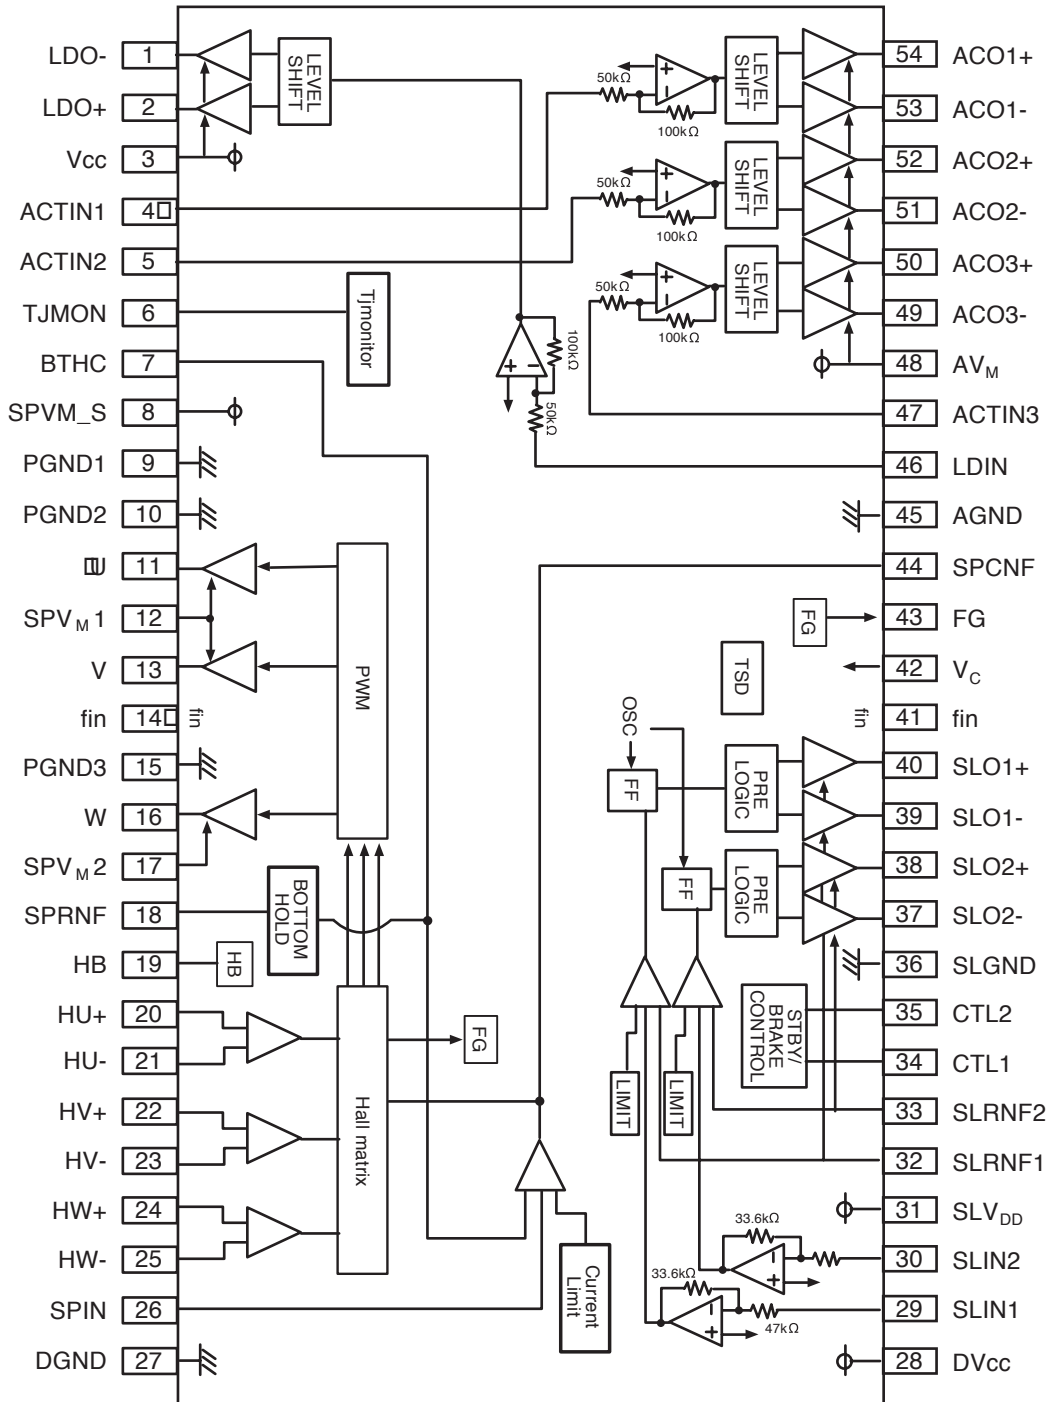 LDO- 1
LDO+ 2
Vcc 3
ACTIN1 4
ACTIN2 5
TJMON 6
BTHC 7
SPVM_S 8
PGND1 9
PGND2 10
U 11
SPVM1 12
V 13
fin 14 fin
PGND3 15
W 16
SPVM2 17
SPRNF 18
HB 19
HU+ 20
HU- 21
HV+ 22
HV- 23
HW+ 24
HW- 25
SPIN 26
DGND 27
LEVEL
SHIFT
Tjmonitor
PWM
BOTTOM
HOLD
HB
Hall matrix
FG
Current
Limit
+ -
100kΩ
50kΩ
50kΩ
+
-
100kΩ
LEVEL
SHIFT
50kΩ
+
-
100kΩ
LEVEL
SHIFT
50kΩ
+
-
100kΩ
LEVEL
SHIFT
FG
TSD
fin
OSC
FF
PRE
LOGIC
FF
PRE
LOGIC
LIMIT
LIMIT
STBY/
BRAKE
CONTROL
33.6kΩ
-
+
33.6kΩ
-
+
47kΩ
54 ACO1+
53 ACO1-
52 ACO2+
51 ACO2-
50 ACO3+
49 ACO3-
48 AVM
47 ACTIN3
46 LDIN
45 AGND
44 SPCNF
43 FG
42 VC
41 fin
40 SLO1+
39 SLO1-
38 SLO2+
37 SLO2-
36 SLGND
35 CTL2
34 CTL1
33 SLRNF2
32 SLRNF1
31 SLVDD
30 SLIN2
29 SLIN1
28 DVcc